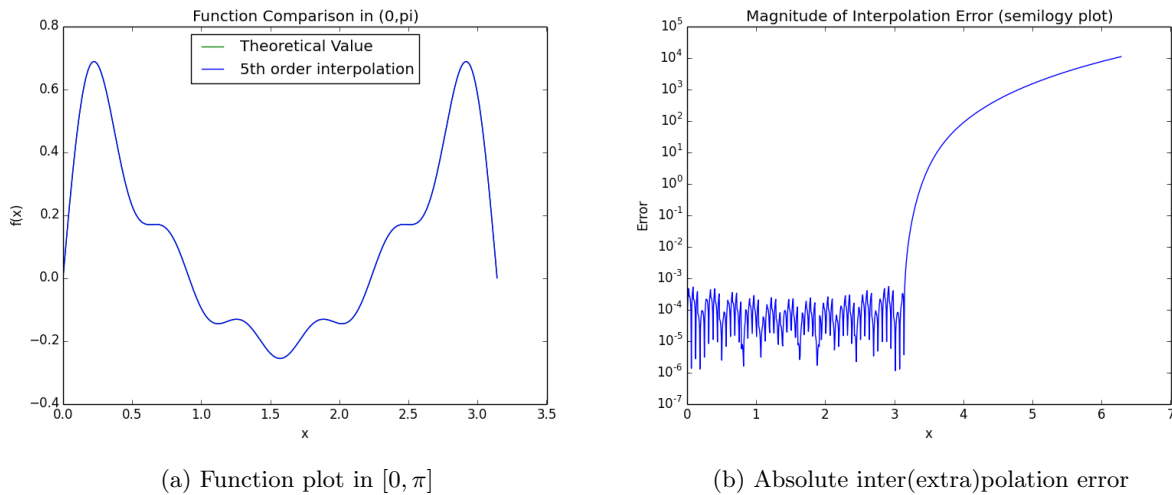 Function Comparison in (0,pi)
Theoretical Value
5th order interpolation
0.8
0.6
0.4
0.2
0.0
−0.2
−0.4
f(x)
0.0 0.5 1.0 1.5 2.0 2.5 3.0 3.5
x
(a) Function plot in [0, π]
Magnitude of Interpolation Error (semilogy plot)
10^5
10^4
10^3
10^2
10^1
10^0
10^-1
10^-2
10^-3
10^-4
10^-5
10^-6
10^-7
Error
0 1 2 3 4 5 6 7
x
(b) Absolute inter(extra)polation error